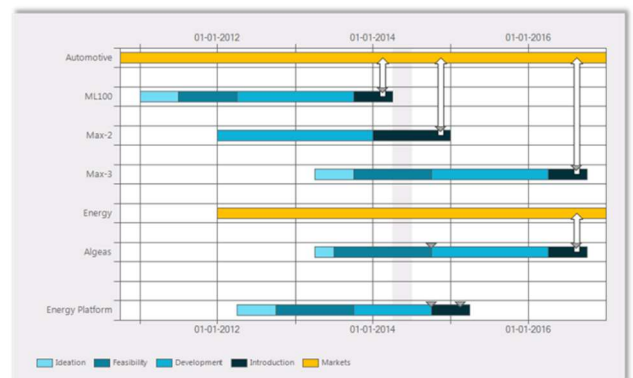 01-01-2012 01-01-2014 01-01-2016
Automotive
ML100
Max-2
Max-3
Energy
Algeas
Energy Platform
01-01-2012 01-01-2014 01-01-2016
Ideation Feasibility Development Introduction Markets